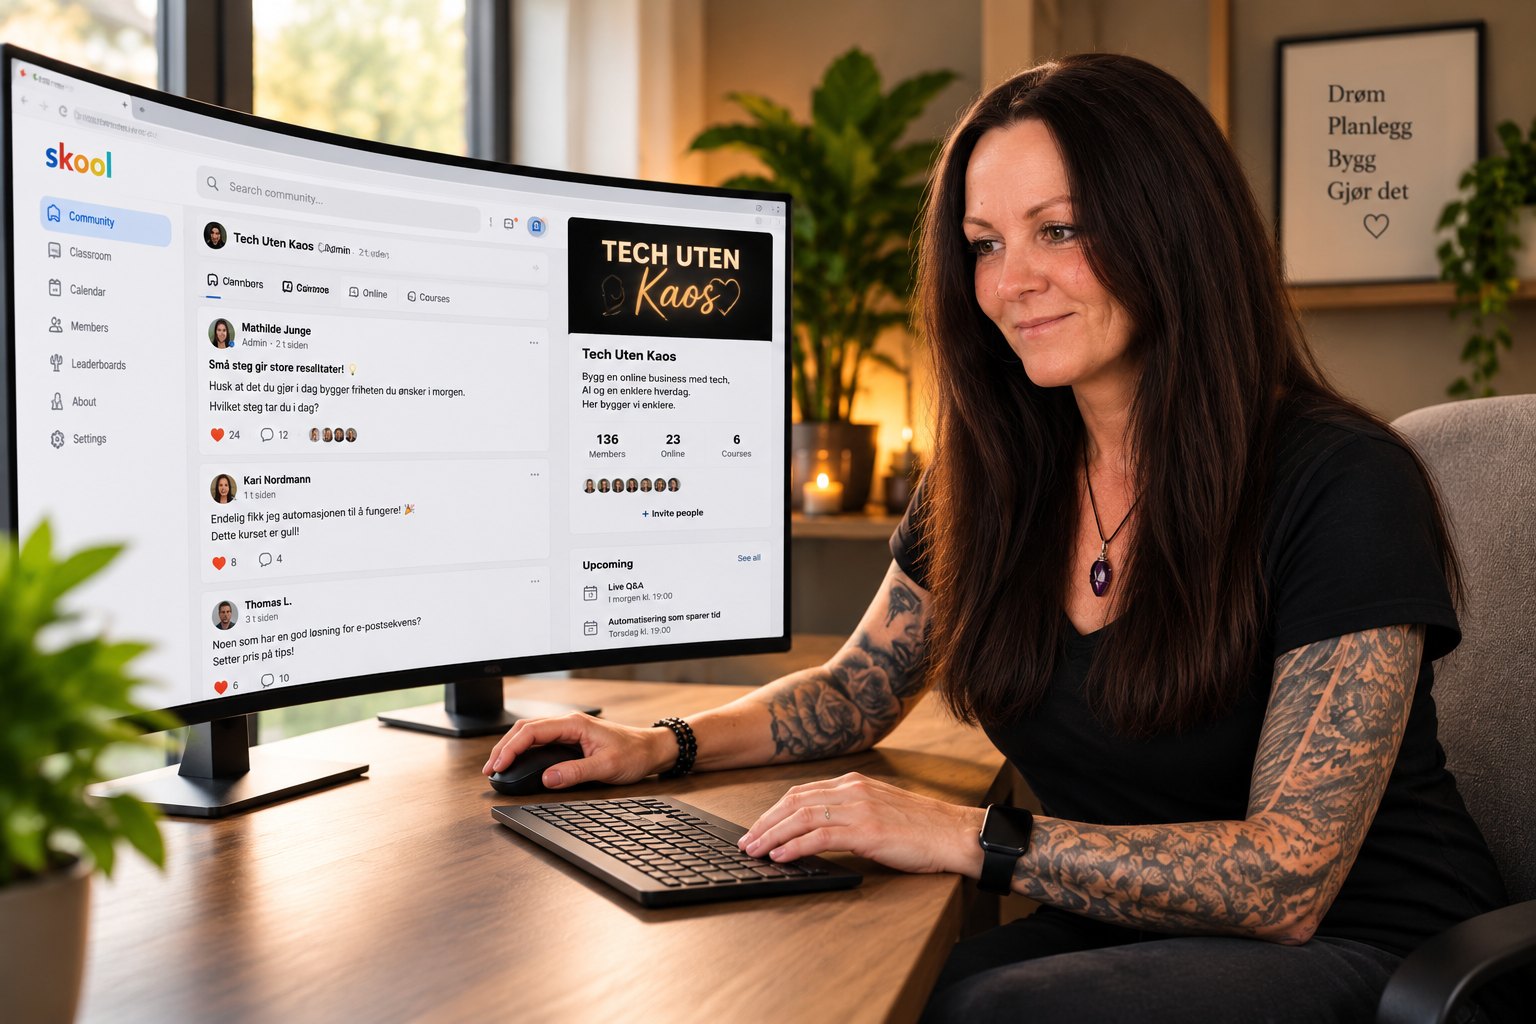 skool
Search community...
Community
Classroom
Calendar
Members
Leaderboards
About
Settings
Tech Uten Kaos
2 t siden
Online
Courses
Mathilde Junge
Admin · 2 t siden
Små steg gir store reselltater! 💡
Husk at det du gjør i dag bygger friheten du ønsker i morgen.
Hvilket steg tar du i dag?
24 12
Kari Nordmann
1 t siden
Endelig fikk jeg automasjonen til å fungere! 🎉
Dette kurset er gull!
8 4
Thomas L.
3 t siden
Noen som har en god løsning for e-postsekvens?
Setter pris på tips!
6 10
TECH UTEN
Kaos
Tech Uten Kaos
Bygg en online business med tech,
AI og en enklere hverdag.
Her bygger vi enklere.
136 23 6
Members Online Courses
+ Invite people
Upcoming See all
Live Q&A
I morgen kl. 19:00
Automatisering som sparer tid
Torsdag kl. 19:00
Drøm
Planlegg
Bygg
Gjør det